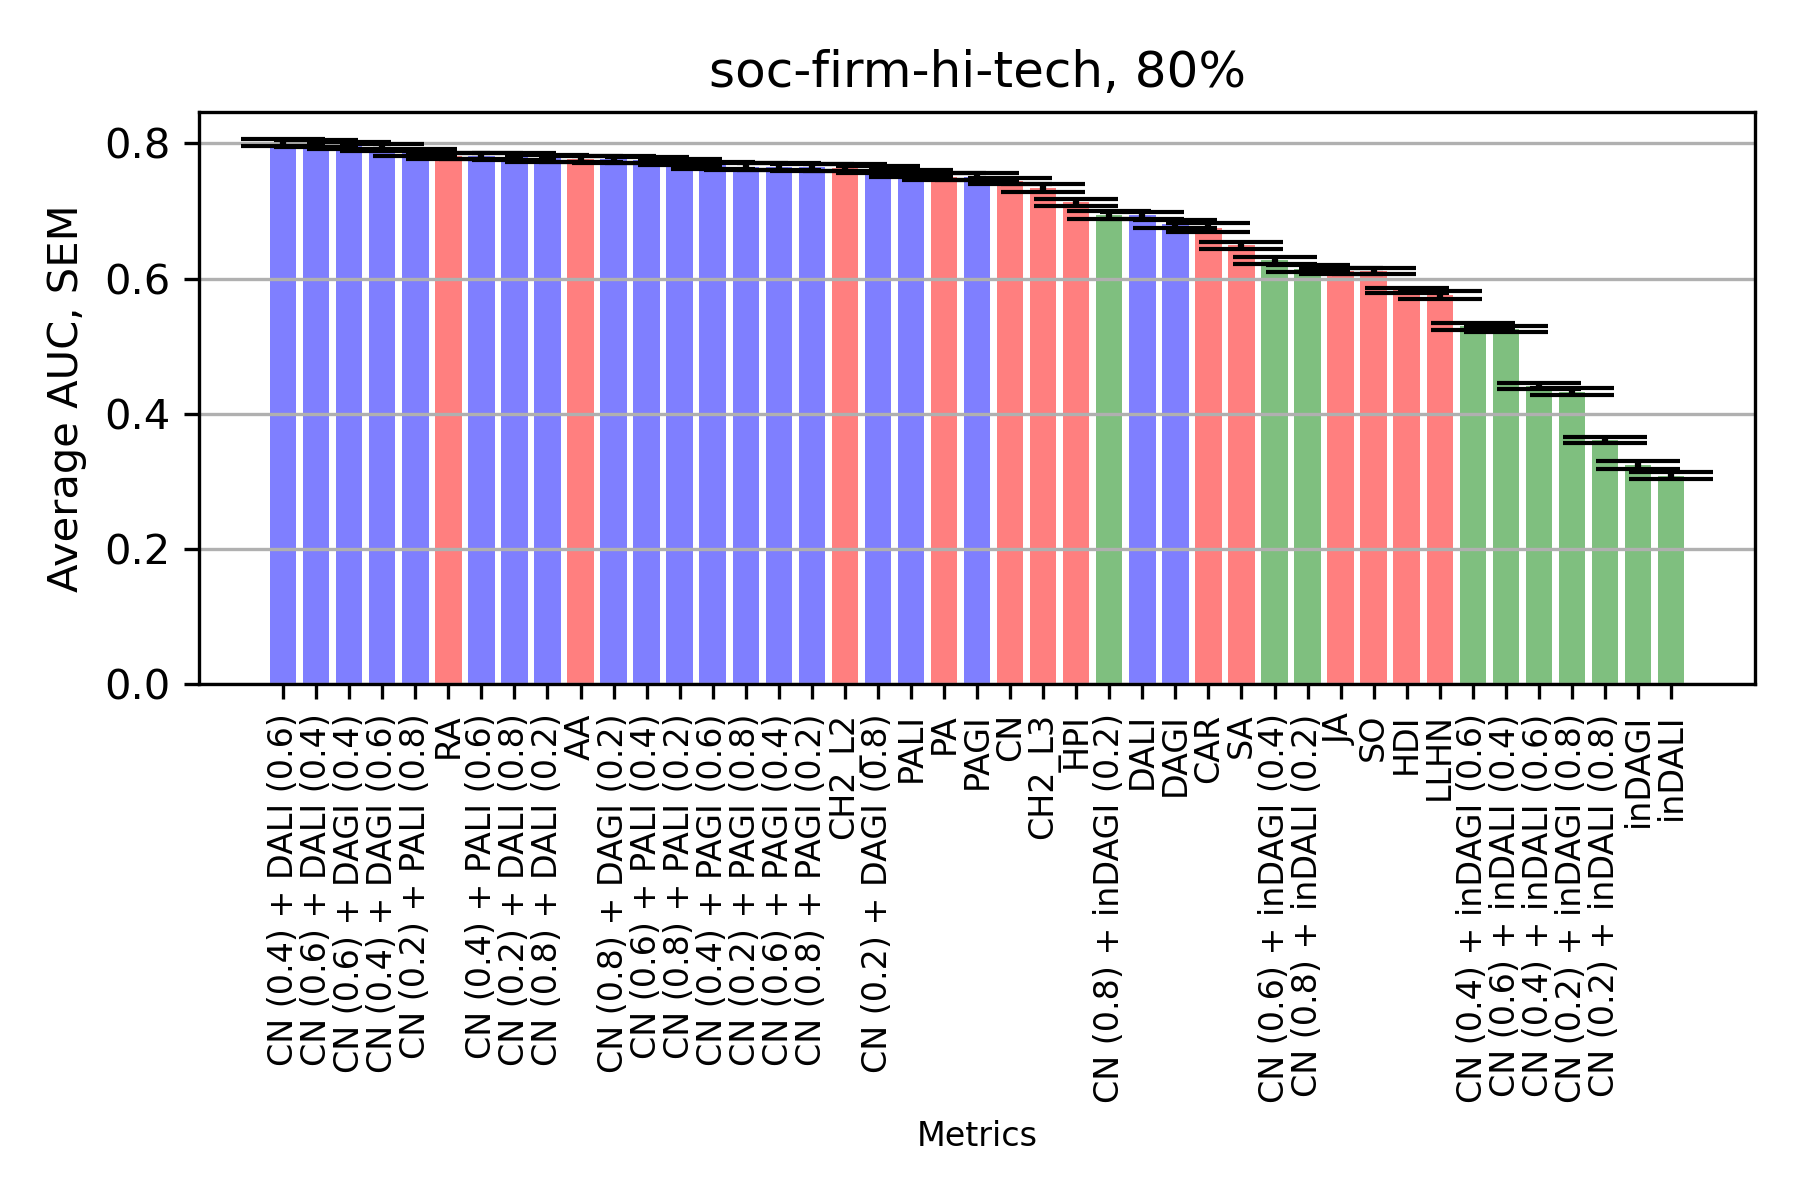 soc-firm-hi-tech, 80%
Average AUC, SEM
0.8
0.6
0.4
0.2
0.0
CN (0.4) + DALI (0.6)
CN (0.6) + DALI (0.4)
CN (0.6) + DAGI (0.4)
CN (0.4) + DAGI (0.6)
CN (0.2) + PALI (0.8)
RA
CN (0.4) + PALI (0.6)
CN (0.2) + DALI (0.8)
CN (0.8) + DALI (0.2)
AA
CN (0.8) + DAGI (0.2)
CN (0.6) + PALI (0.4)
CN (0.8) + PALI (0.2)
CN (0.4) + PAGI (0.6)
CN (0.2) + PAGI (0.8)
CN (0.6) + PAGI (0.4)
CN (0.8) + PAGI (0.2)
CH2_L2
CN (0.2) + DAGI (0.8)
PALI
PA
PAGI
CN
CH2_L3
HPI
CN (0.8) + inDAGI (0.2)
DALI
DAGI
CAR
SA
CN (0.6) + inDAGI (0.4)
CN (0.8) + inDALI (0.2)
JA
SO
HDI
LLHN
CN (0.4) + inDAGI (0.6)
CN (0.6) + inDALI (0.4)
CN (0.4) + inDALI (0.6)
CN (0.2) + inDAGI (0.8)
CN (0.2) + inDALI (0.8)
inDAGI
inDALI
Metrics